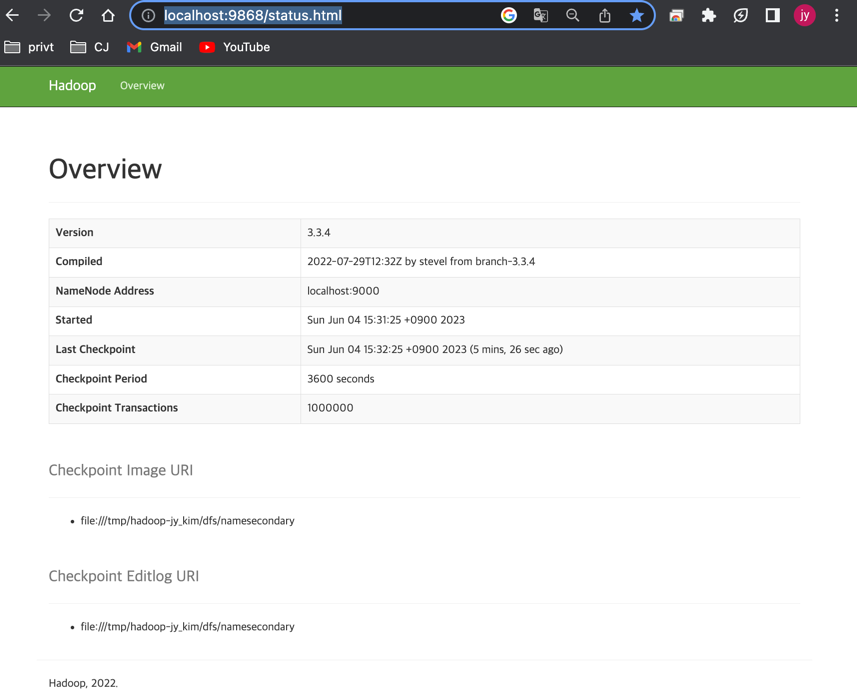 localhost:9868/status.html
jy
privt CJ Gmail YouTube
Hadoop Overview
Overview
Version 3.3.4
Compiled 2022-07-29T12:32Z by stevel from branch-3.3.4
NameNode Address localhost:9000
Started Sun Jun 04 15:31:25 +0900 2023
Last Checkpoint Sun Jun 04 15:32:25 +0900 2023 (5 mins, 26 sec ago)
Checkpoint Period 3600 seconds
Checkpoint Transactions 1000000
Checkpoint Image URI
• file:///tmp/hadoop-jy_kim/dfs/namesecondary
Checkpoint Editlog URI
• file:///tmp/hadoop-jy_kim/dfs/namesecondary
Hadoop, 2022.